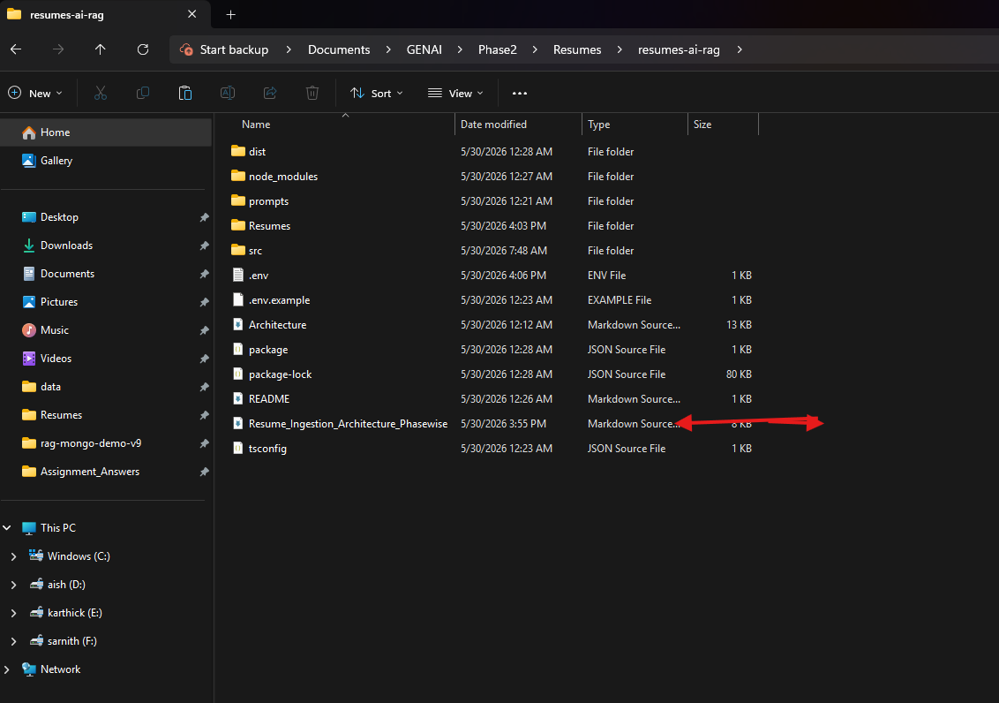 resumes-ai-rag
Start backup > Documents > GENAI > Phase2 > Resumes > resumes-ai-rag >
New Sort View
Name Date modified Type Size
Home
Gallery
Desktop
Downloads
Documents
Pictures
Music
Videos
data
Resumes
rag-mongo-demo-v9
Assignment_Answers
This PC
Windows (C:)
aish (D:)
karthick (E:)
sarnith (F:)
Network
dist 5/30/2026 12:28 AM File folder
node_modules 5/30/2026 12:27 AM File folder
prompts 5/30/2026 12:21 AM File folder
Resumes 5/30/2026 4:03 PM File folder
src 5/30/2026 7:48 AM File folder
.env 5/30/2026 4:06 PM ENV File 1 KB
.env.example 5/30/2026 12:23 AM EXAMPLE File 1 KB
Architecture 5/30/2026 12:12 AM Markdown Source... 13 KB
package 5/30/2026 12:28 AM JSON Source File 1 KB
package-lock 5/30/2026 12:28 AM JSON Source File 80 KB
README 5/30/2026 12:26 AM Markdown Source... 1 KB
Resume_Ingestion_Architecture_Phasewise 5/30/2026 3:55 PM Markdown Source... KB
tsconfig 5/30/2026 12:23 AM JSON Source File 1 KB